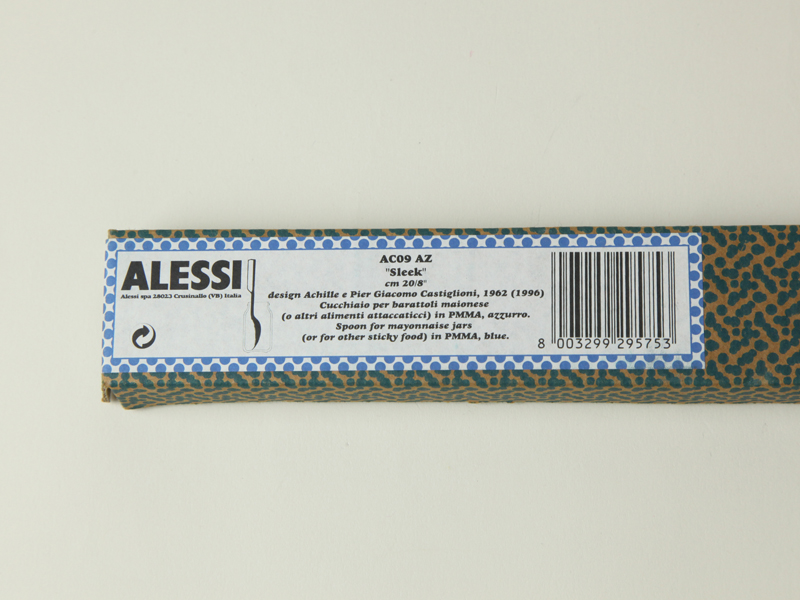 ALESSI
Alessi spa 28023 Crusinallo (VB) Italia
AC09 AZ
"Sleek"
cm 20/8"
design Achille e Pier Giacomo Castiglioni, 1962 (1996)
Cucchiaio per barattoli maionese
(o altri alimenti attaccaticci) in PMMA, azzurro.
Spoon for mayonnaise jars
(or for other sticky food) in PMMA, blue.
8 003299 295753